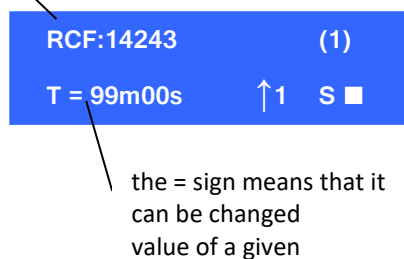 RCF:14243 (1)
T = 99m00s ↑1 S ■
the = sign means that it
can be changed
value of a given